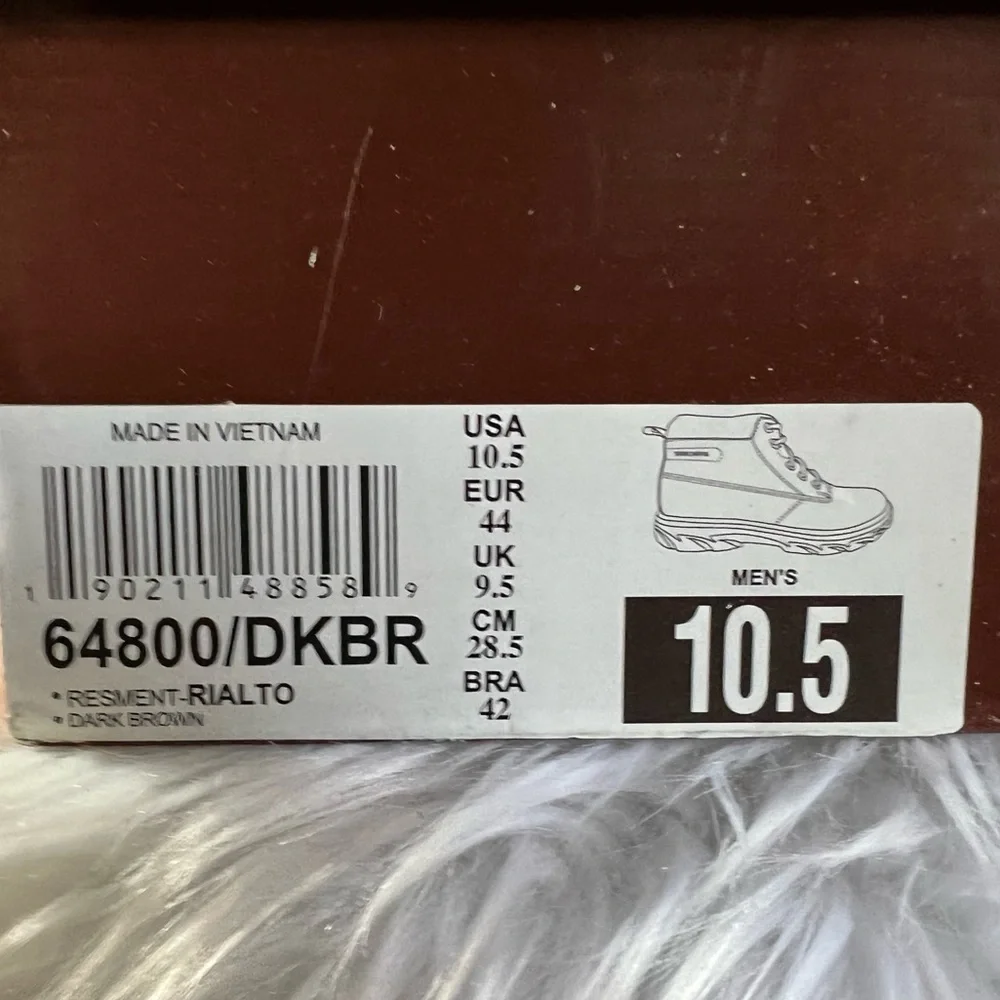 MADE IN VIETNAM
1 90211 48858 9
64800/DKBR
* RESMENT-RIALTO
* DARK BROWN
USA
10.5
EUR
44
UK
9.5
CM
28.5
BRA
42
MEN'S
10.5